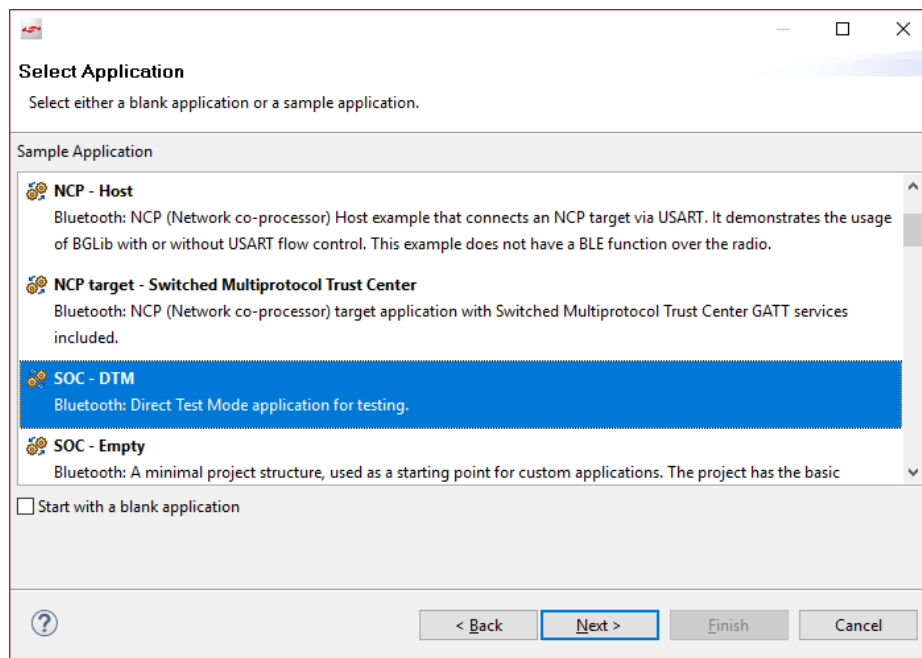 Select Application
Select either a blank application or a sample application.
Sample Application
NCP - Host
Bluetooth: NCP (Network co-processor) Host example that connects an NCP target via USART. It demonstrates the usage
of BGLib with or without USART flow control. This example does not have a BLE function over the radio.
NCP target - Switched Multiprotocol Trust Center
Bluetooth: NCP (Network co-processor) target application with Switched Multiprotocol Trust Center GATT services
included.
SOC - DTM
Bluetooth: Direct Test Mode application for testing.
SOC - Empty
Bluetooth: A minimal project structure, used as a starting point for custom applications. The project has the basic
Start with a blank application
? < Back Next > Finish Cancel